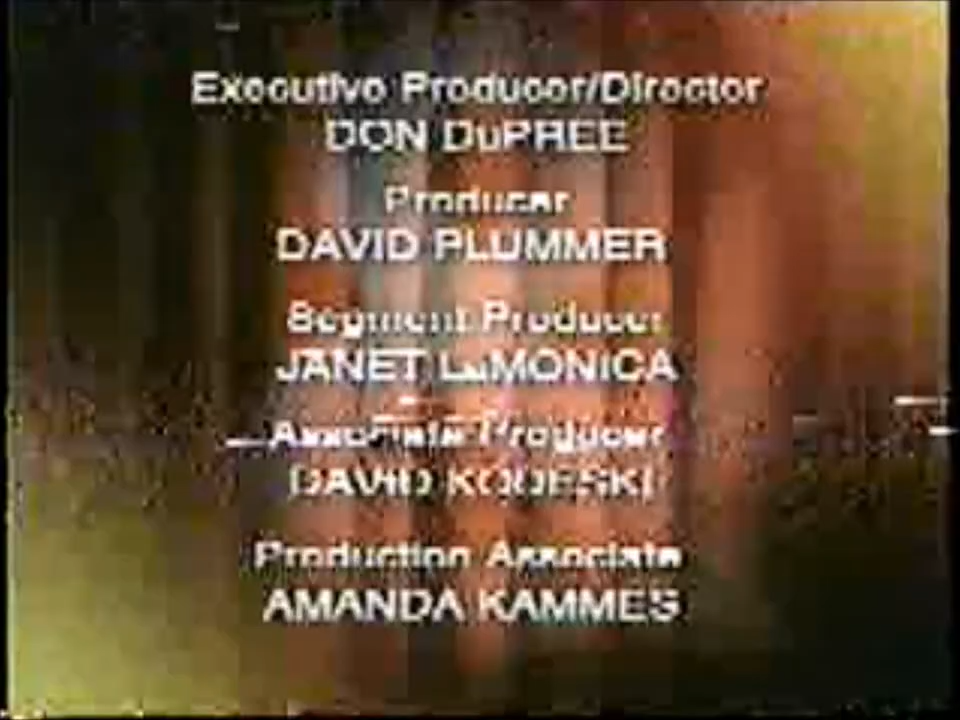 Executive Producer/Director
DON DuPREE
Producer
DAVID PLUMMER
Segment Producer
JANET LaMONICA
Associate Producer
DAVID
Production Associate
AMANDA KAMMES